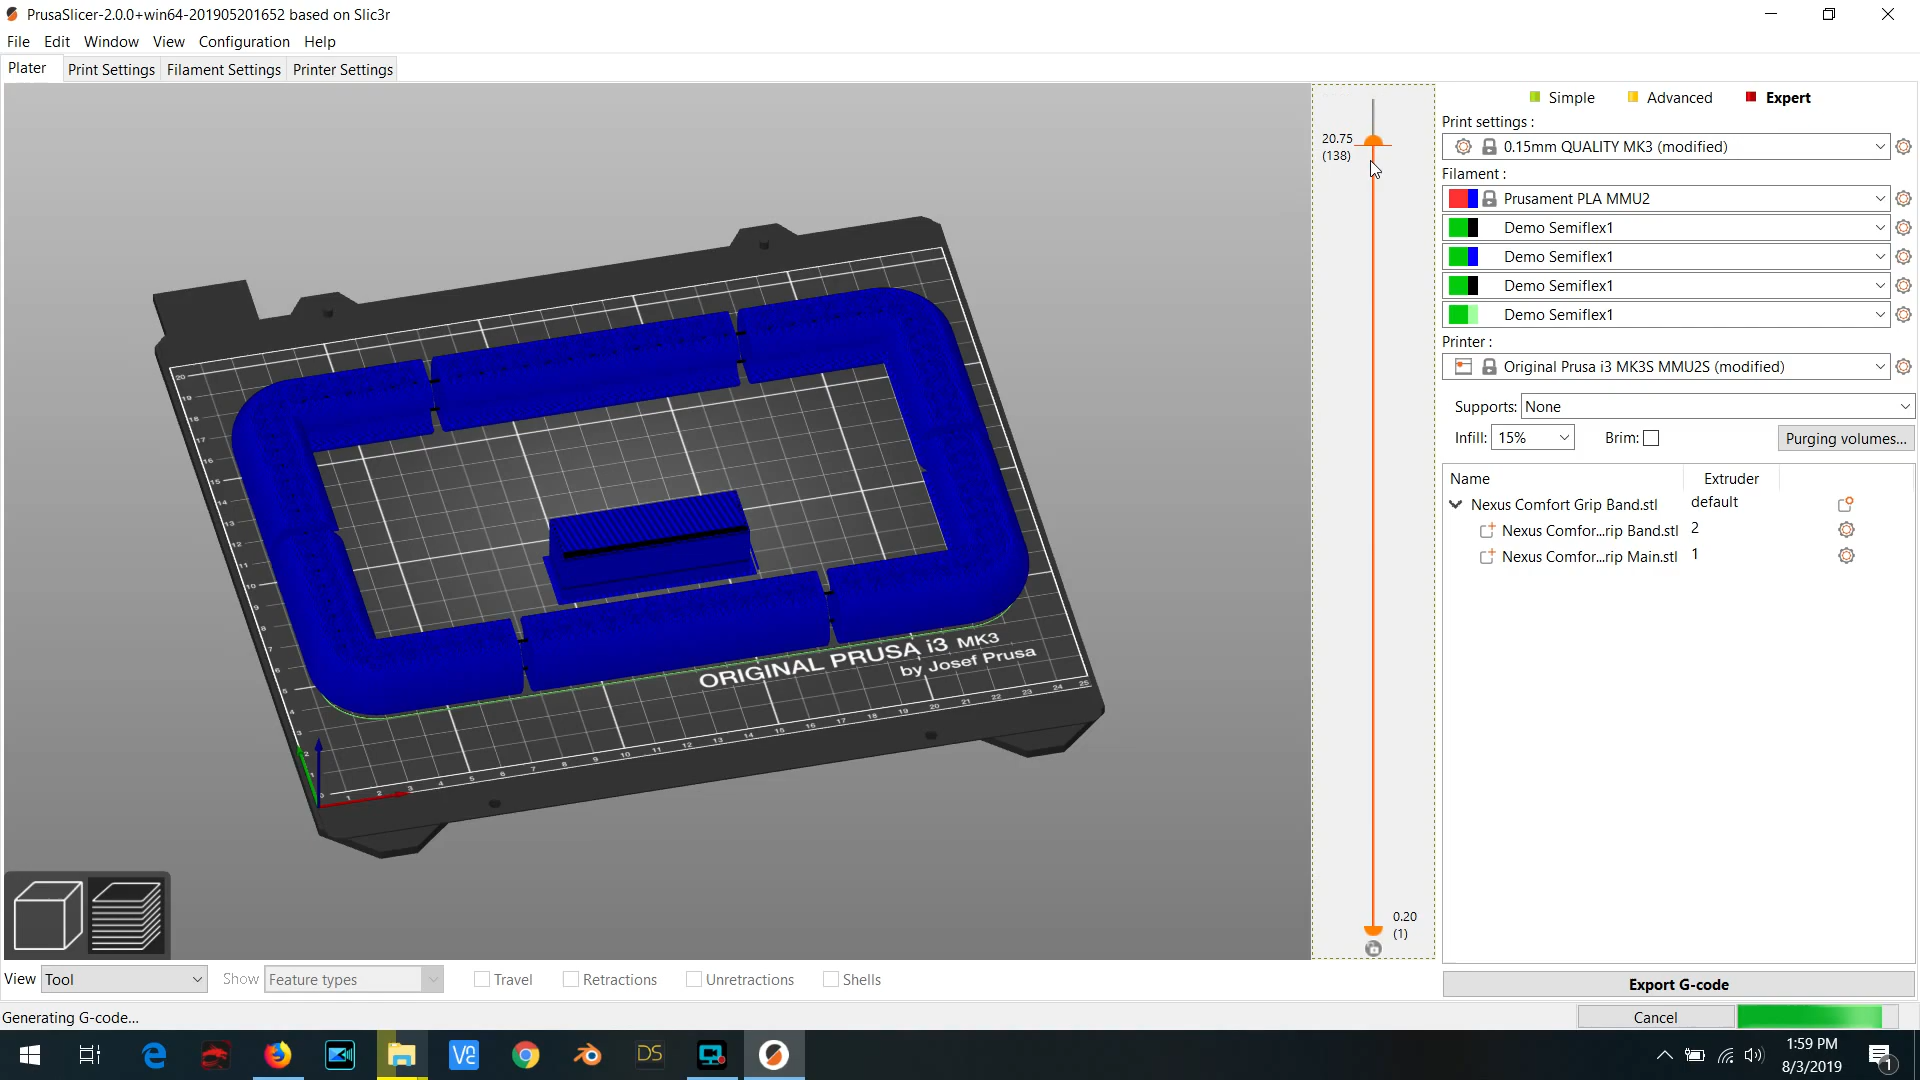 PrusaSlicer-2.0.0+win64-201905201652 based on Slic3r
File Edit Window View Configuration Help
Plater Print Settings Filament Settings Printer Settings
Simple Advanced Expert
Print settings :
0.15mm QUALITY MK3 (modified)
Filament :
Prusament PLA MMU2
Demo Semiflex1
Demo Semiflex1
Demo Semiflex1
Demo Semiflex1
Printer :
Original Prusa i3 MK3S MMU2S (modified)
Supports: None
Infill: 15% Brim: Purging volumes...
Name Extruder
Nexus Comfort Grip Band.stl default
Nexus Comfor...rip Band.stl 2
Nexus Comfor...rip Main.stl 1
20.75
(138)
0.20
(1)
ORIGINAL PRUSA i3 MK3
by Josef Prusa
View Tool Show Feature types Travel Retractions Unretractions Shells
Export G-code
Generating G-code...
Cancel
DS
1:59 PM
8/3/2019
1